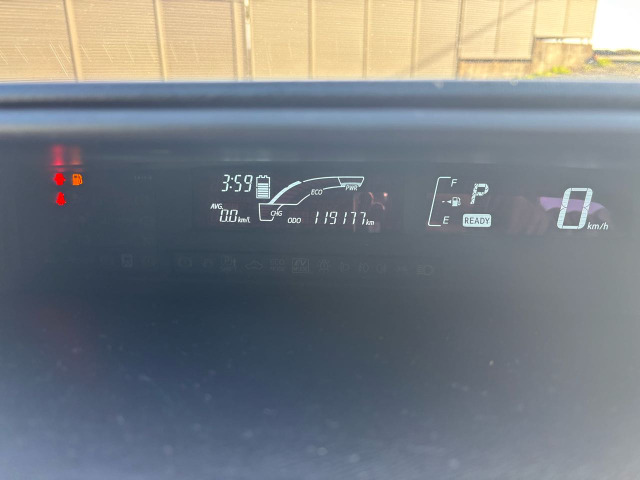 3:59
ECO
PWR
AVG.
0.0 km/L
CHG
ODO 119177 km
F
P
E
READY
0 km/h